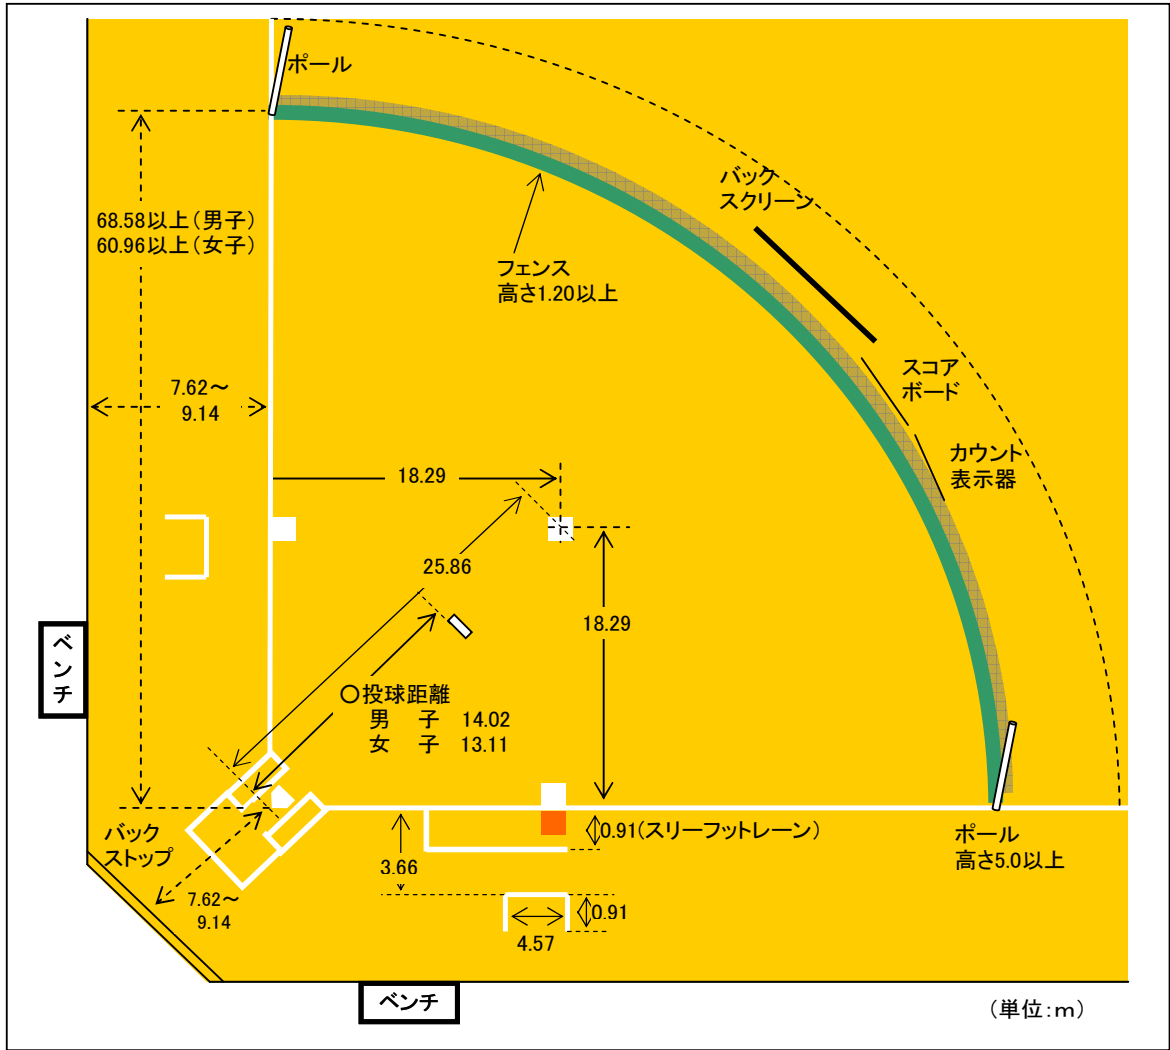 ポール
68.58以上(男子)
60.96以上(女子)
バック
スクリーン
フェンス
高さ1.20以上
スコア
ボード
7.62～
9.14
カウント
表示器
18.29
25.86
18.29
ベンチ
○投球距離
男 子 14.02
女 子 13.11
バック
ストップ
0.91(スリーフットレーン)
ポール
高さ5.0以上
3.66
7.62～
9.14
0.91
4.57
ベンチ
(単位:m)